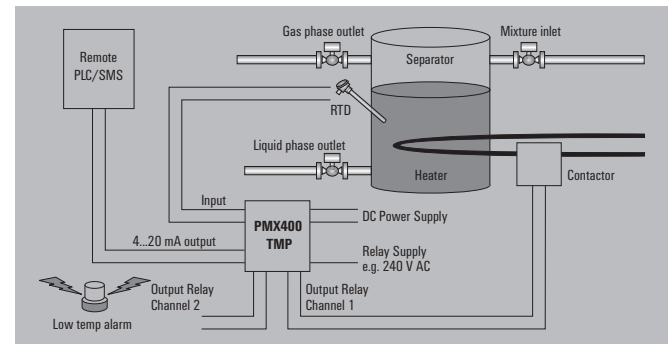 Gas phase outlet
Mixture inlet
Remote
PLC/SMS
Separator
RTD
Liquid phase outlet
Heater
Contactor
Input
PMX400
TMP
DC Power Supply
4...20 mA output
Relay Supply
e.g. 240 V AC
Output Relay
Channel 2
Output Relay
Channel 1
Low temp alarm